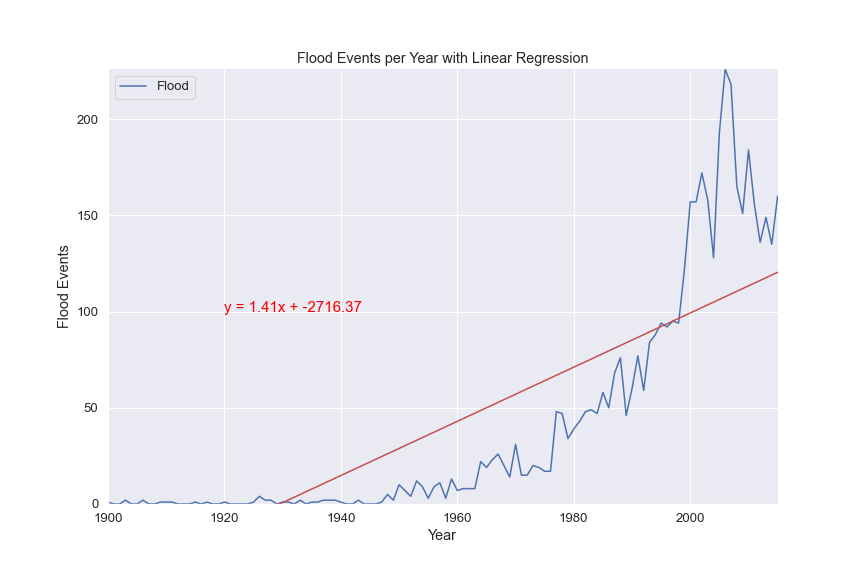 Flood Events per Year with Linear Regression
Flood
200
150
100
50
0
y = 1.41x + -2716.37
Flood Events
1900
1920
1940
1960
1980
2000
Year